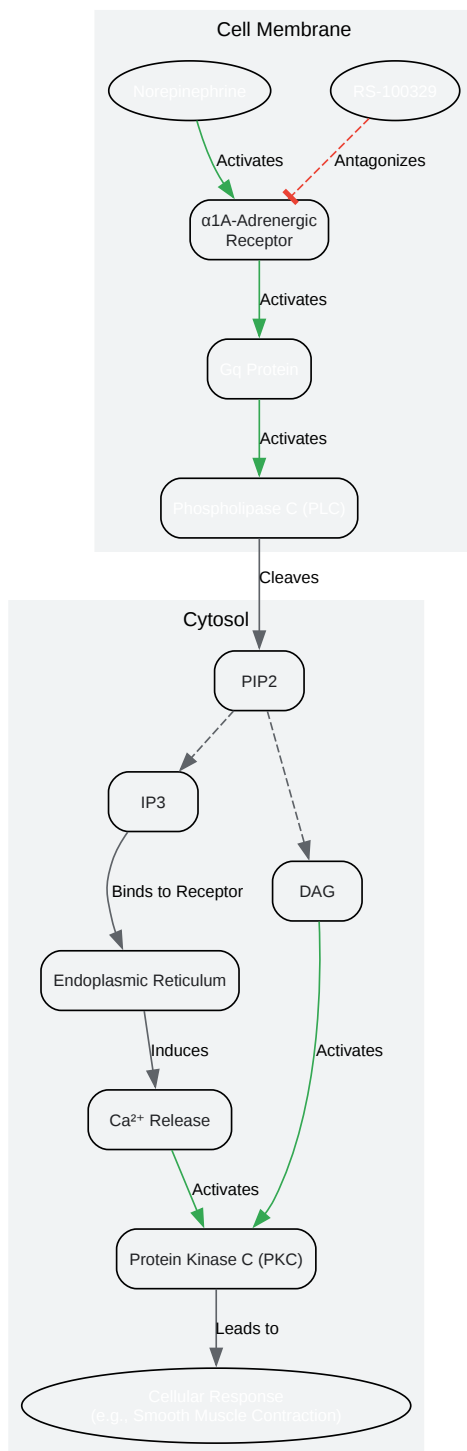 Cell Membrane
Norepinephrine
RS-100329
Activates
Antagonizes
α1A-Adrenergic
Receptor
Activates
Gq Protein
Activates
Phospholipase C (PLC)
Cleaves
Cytosol
PIP2
IP3
DAG
Binds to Receptor
Endoplasmic Reticulum
Induces
Activates
Ca²⁺ Release
Activates
Protein Kinase C (PKC)
Leads to
Cellular Response
(e.g., Smooth Muscle Contraction)